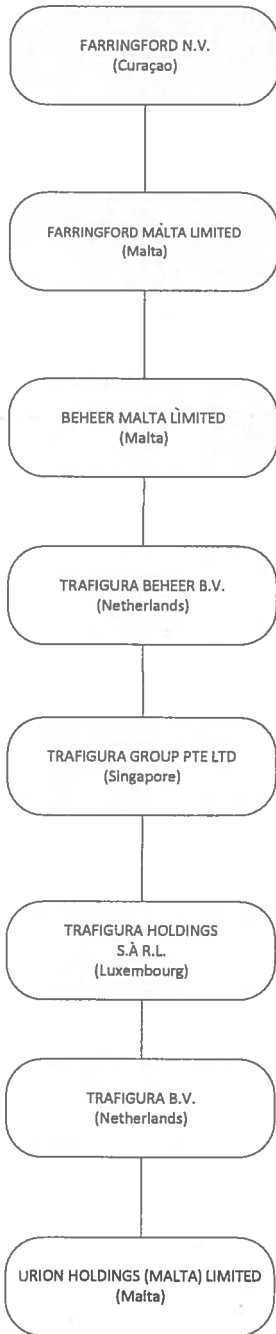 FARRINGFORD N.V.
(Curaçao)
FARRINGFORD MALTA LIMITED
(Malta)
BEHEER MALTA LIMITED
(Malta)
TRAFIGURA BEHEER B.V.
(Netherlands)
TRAFIGURA GROUP PTE LTD
(Singapore)
TRAFIGURA HOLDINGS
S.À R.L.
(Luxembourg)
TRAFIGURA B.V.
(Netherlands)
URION HOLDINGS (MALTA) LIMITED
(Malta)